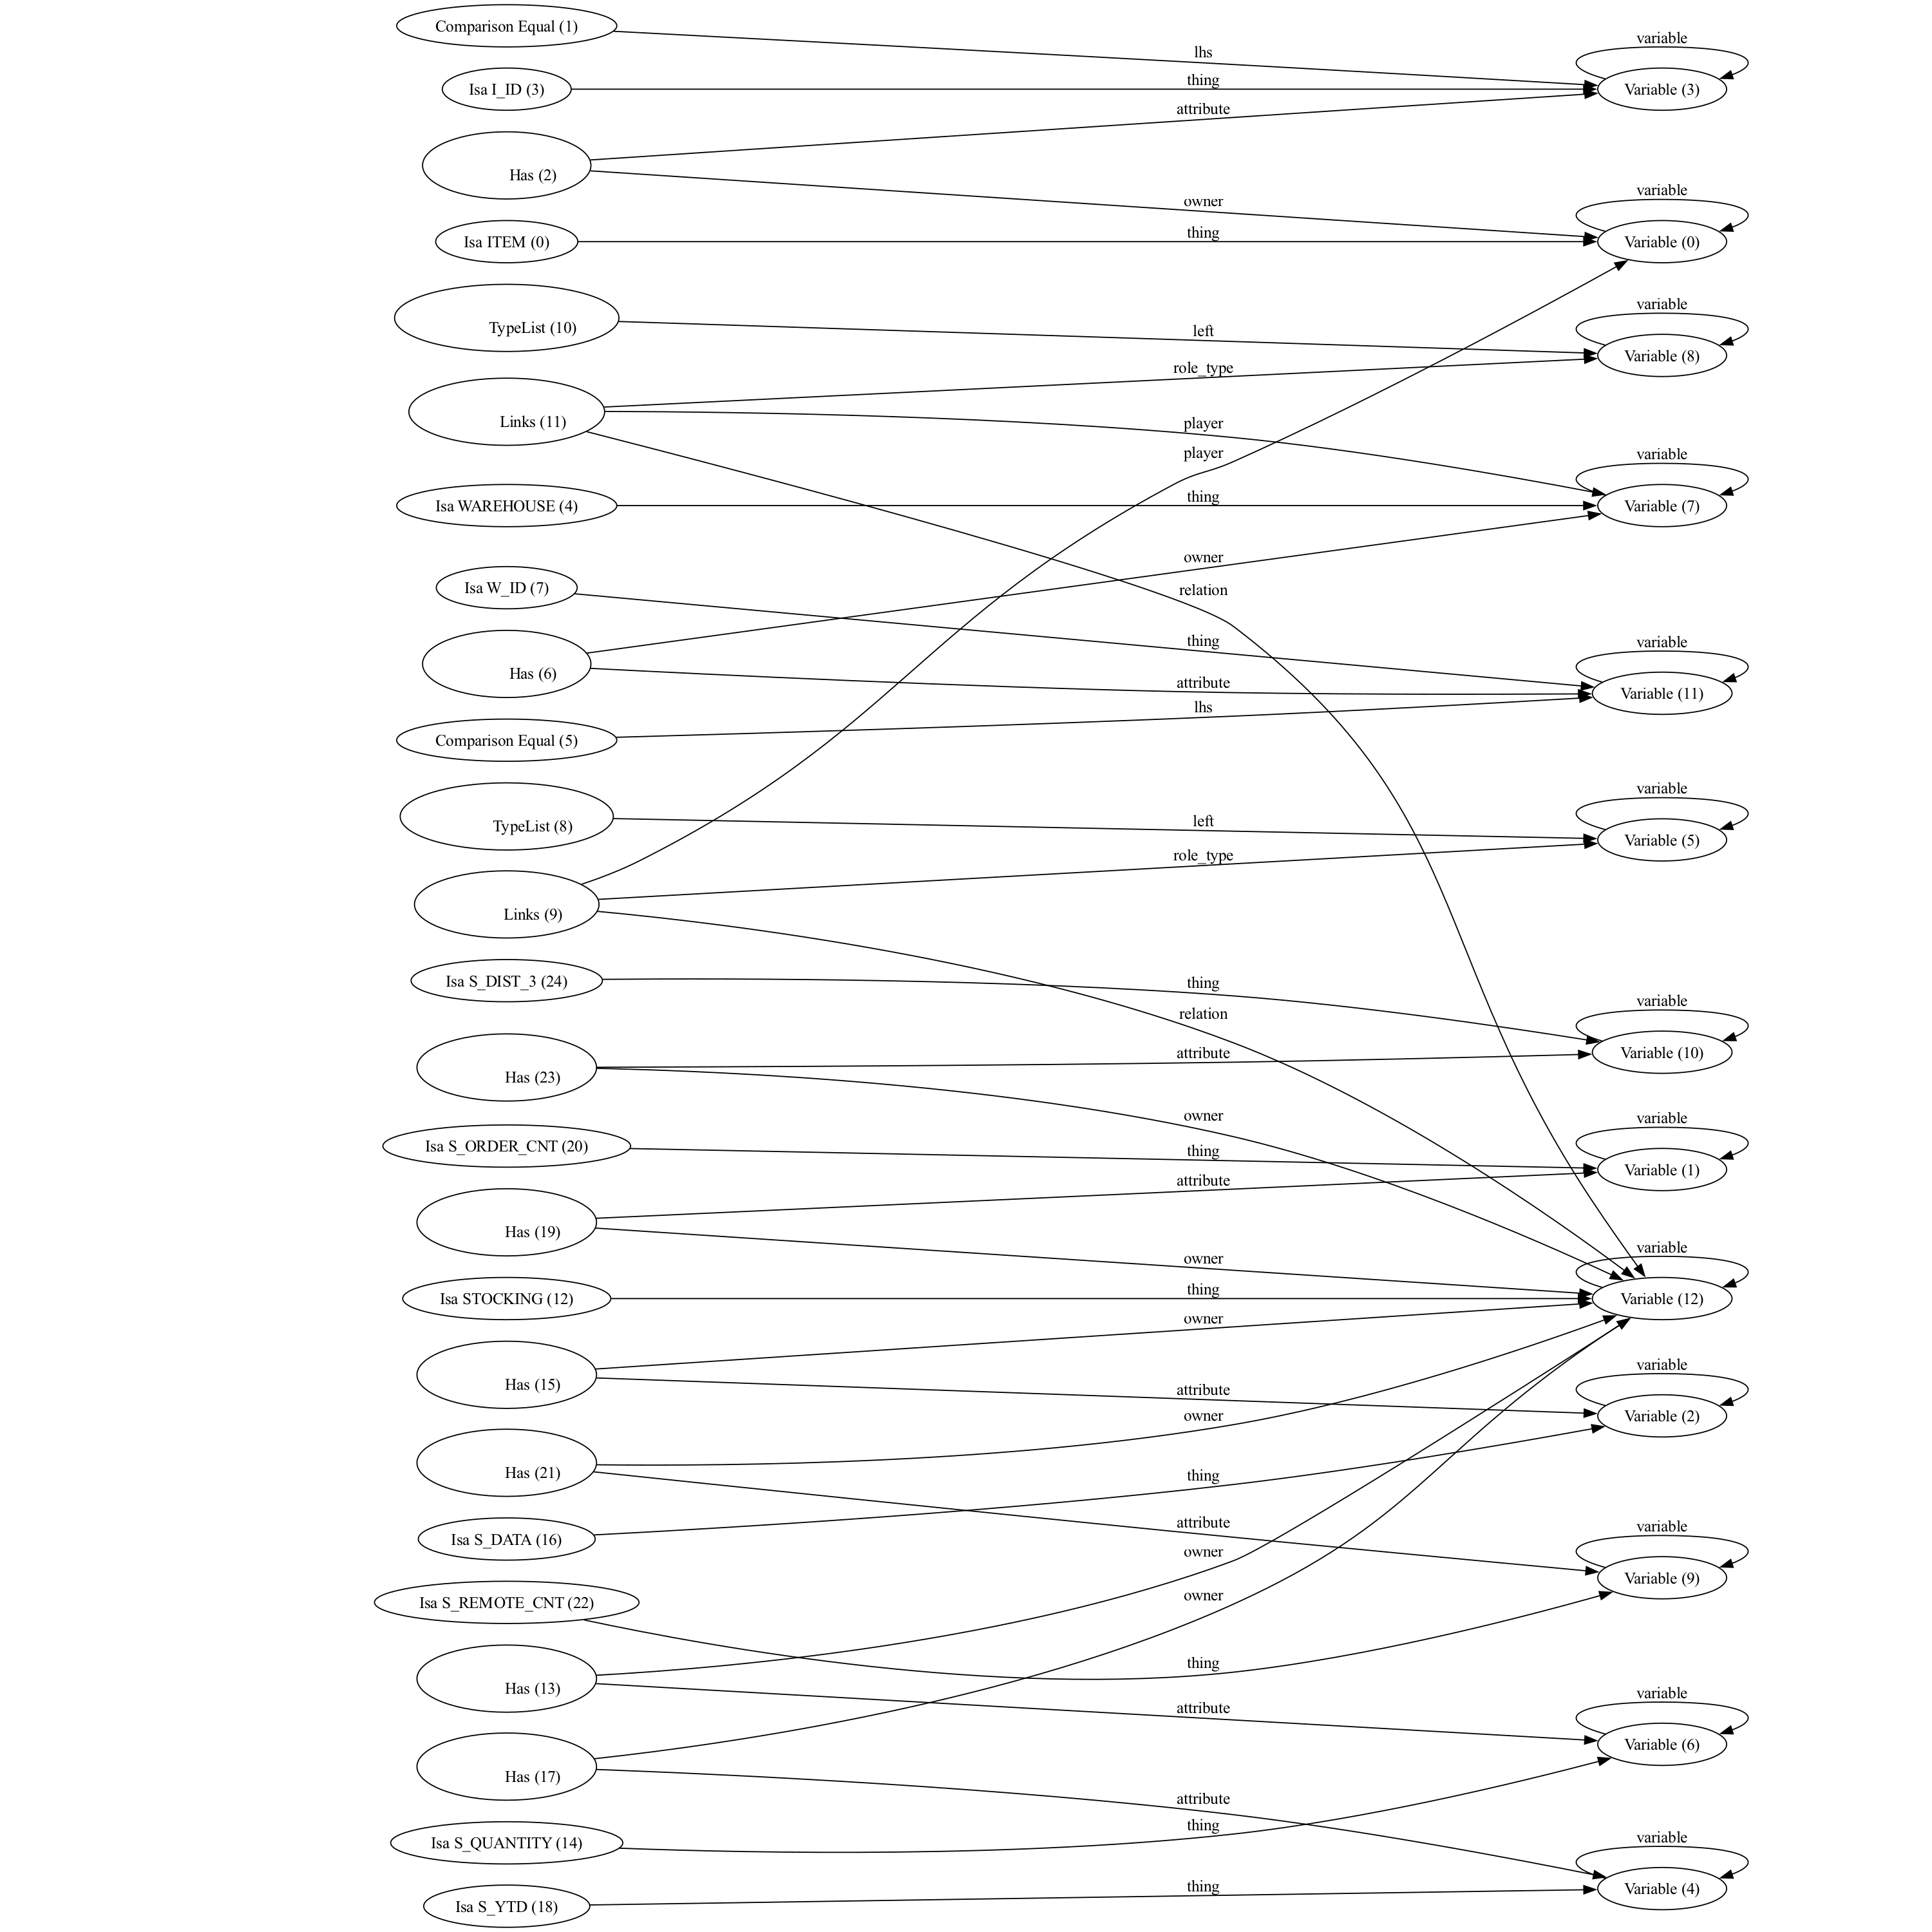 Comparison Equal (1)
lhs
variable
Isa I_ID (3)
thing
Variable (3)
attribute
Has (2)
owner
variable
Isa ITEM (0)
thing
Variable (0)
TypeList (10)
left
variable
Variable (8)
role_type
Links (11)
player
player
variable
Isa WAREHOUSE (4)
thing
Variable (7)
owner
Isa W_ID (7)
relation
thing
variable
Has (6)
attribute
Variable (11)
lhs
Comparison Equal (5)
TypeList (8)
left
variable
Variable (5)
role_type
Links (9)
Isa S_DIST_3 (24)
thing
relation
variable
Has (23)
attribute
Variable (10)
owner
variable
Isa S_ORDER_CNT (20)
thing
Variable (1)
attribute
Has (19)
owner
variable
Isa STOCKING (12)
thing
Variable (12)
owner
Has (15)
attribute
variable
owner
Variable (2)
Has (21)
thing
Isa S_DATA (16)
attribute
variable
owner
Variable (9)
Isa S_REMOTE_CNT (22)
owner
thing
Has (13)
attribute
variable
Variable (6)
Has (17)
attribute
thing
Isa S_QUANTITY (14)
variable
thing
Variable (4)
Isa S_YTD (18)